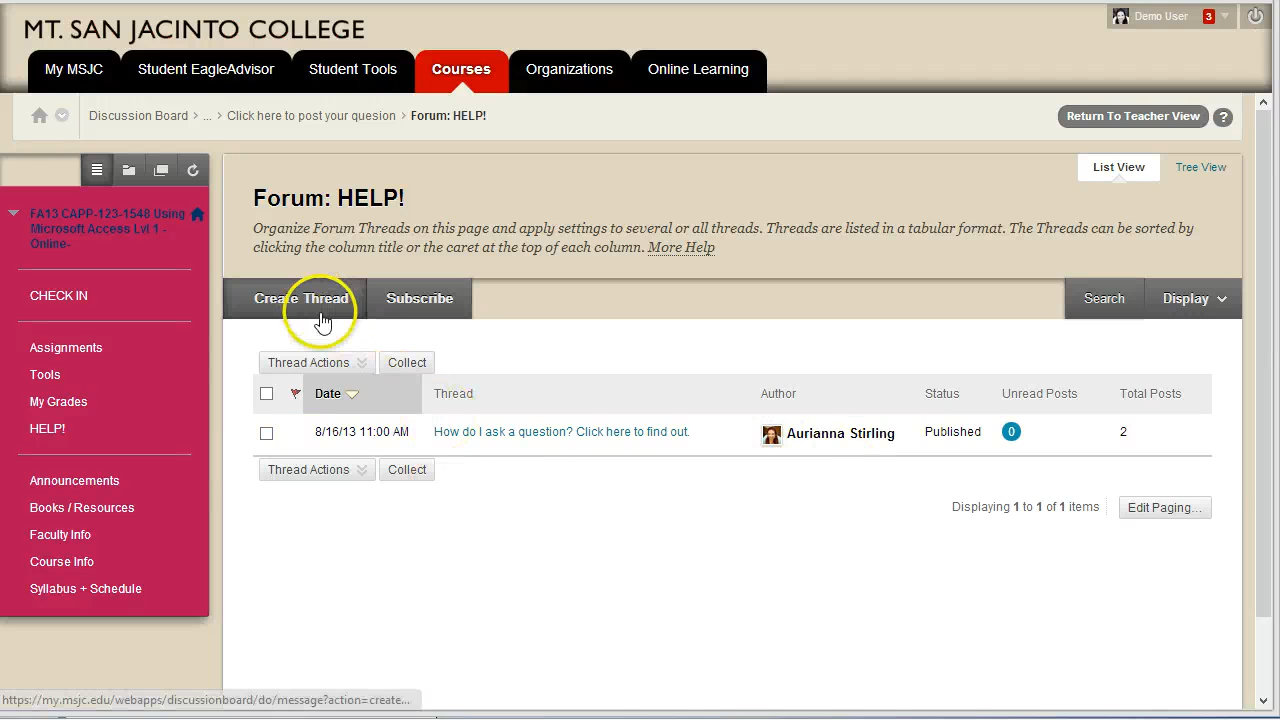 MT. SAN JACINTO COLLEGE
Demo User 3
My MSJC Student EagleAdvisor Student Tools Courses Organizations Online Learning
Discussion Board > ... > Click here to post your quesion > Forum: HELP!
Return To Teacher View ?
List View Tree View
FA13 CAPP-123-1548 Using
Microsoft Access Lvl 1 -
Online-
CHECK IN
Assignments
Tools
My Grades
HELP!
Announcements
Books / Resources
Faculty Info
Course Info
Syllabus + Schedule
Forum: HELP!
Organize Forum Threads on this page and apply settings to several or all threads. Threads are listed in a tabular format. The Threads can be sorted by
clicking the column title or the caret at the top of each column. More Help
Create Thread Subscribe Search Display
Thread Actions Collect
Date Thread Author Status Unread Posts Total Posts
8/16/13 11:00 AM How do I ask a question? Click here to find out. Aurianna Stirling Published 0 2
Thread Actions Collect
Displaying 1 to 1 of 1 items Edit Paging...
https://my.msjc.edu/webapps/discussionboard/do/message?action=create...